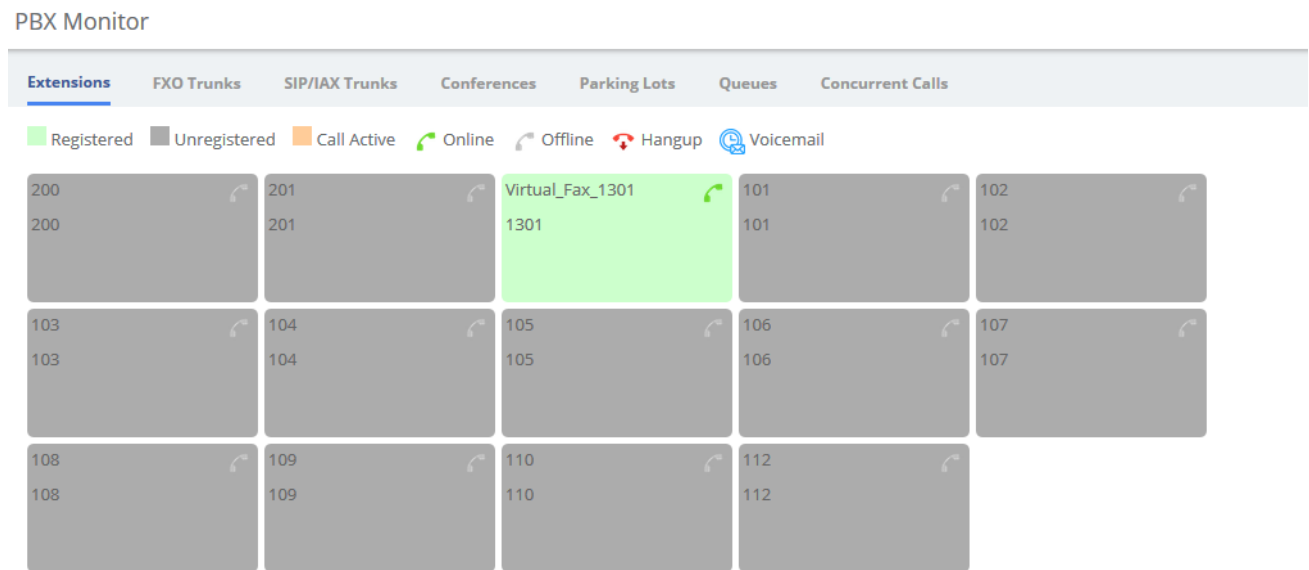 PBX Monitor
Extensions FXO Trunks SIP/IAX Trunks Conferences Parking Lots Queues Concurrent Calls
Registered Unregistered Call Active Online Offline Hangup Voicemail
200 201 Virtual_Fax_1301 101 102
200 201 1301 101 102
103 104 105 106 107
103 104 105 106 107
108 109 110 112
108 109 110 112